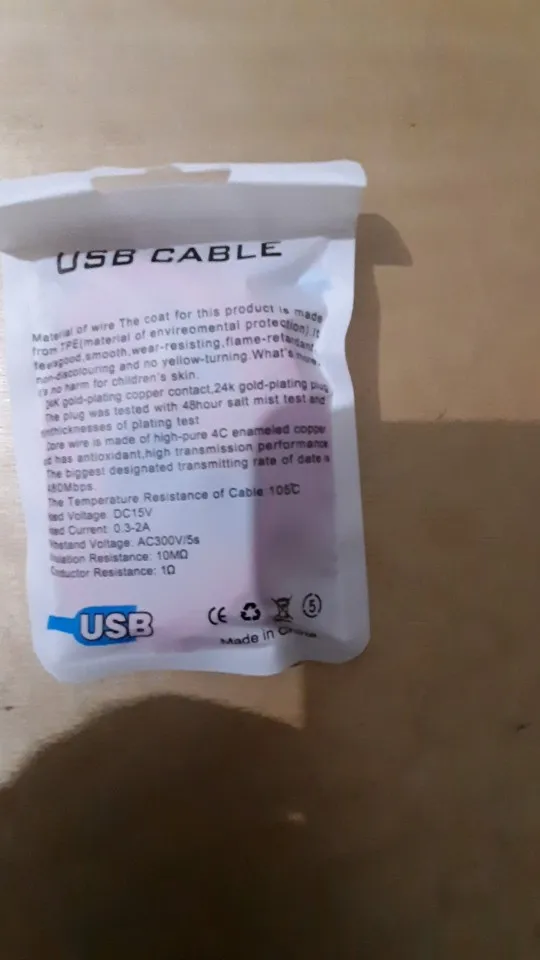 USB CABLE
Material of wire The coat for this product is made
from TPE(material of envireomental protection). It
feelsgood,smooth,wear-resisting,flame-retardant,
non-discolouring and no yellow-turning.What's more,
it's no harm for children's skin.
24K gold-plating copper contact,24k gold-plating plug
The plug was tested with 48hour salt mist test and
thicknesses of plating test
Core wire is made of high-pure 4C enameled copper
has antioxidant,high transmission performance
The biggest designated transmitting rate of date is
480Mbps.
The Temperature Resistance of Cable 105℃
Voltage: DC15V
Current: 0.3-2A
Voltage: AC300V/5s
Resistance: 10MΩ
Conductor Resistance: 1Ω
USB
CE
5
Made in China